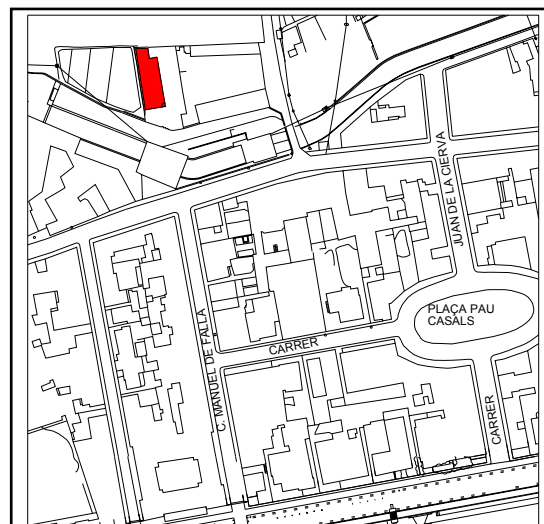 JUAN DE LA CIERVA
PLAÇA PAU
CASALS
C. MANUEL DE FALLA
CARRER
CARRER